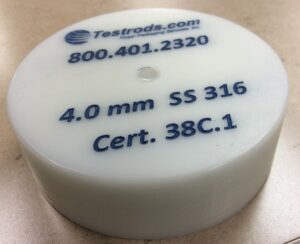 Testrods.com
800.401.2320
4.0 mm SS 316
Cert. 38C.1